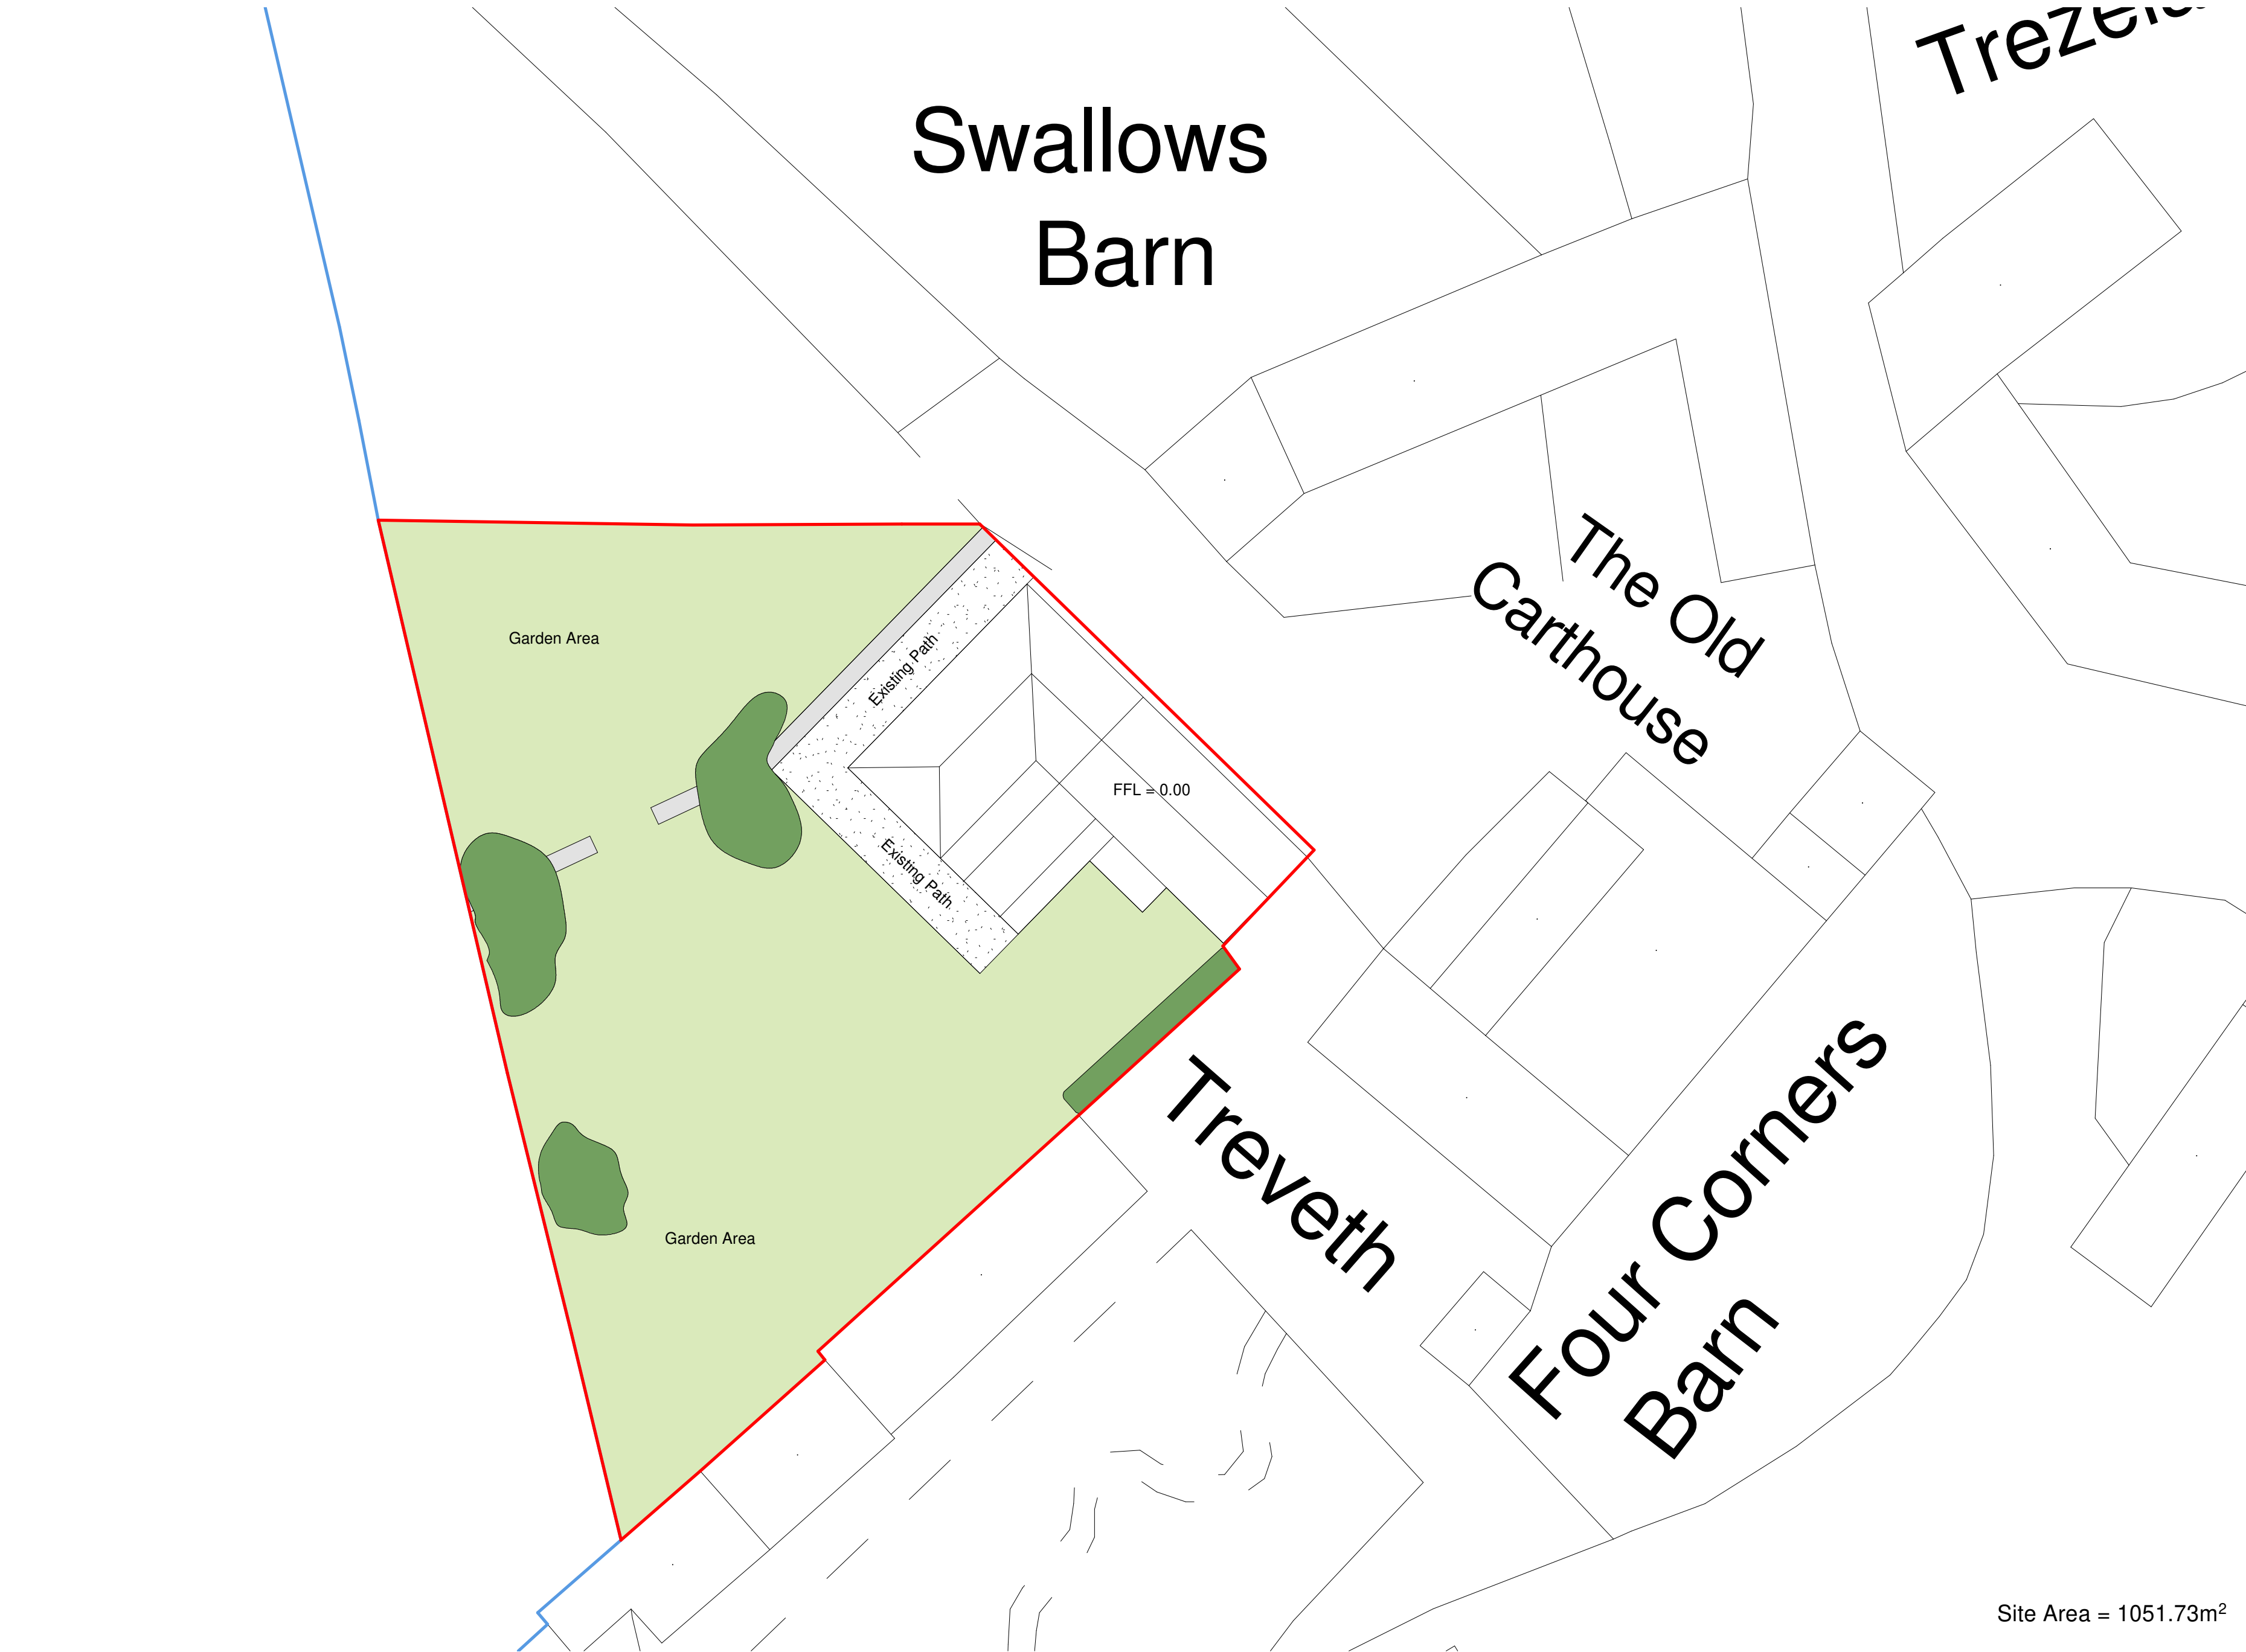 Swallows
Barn
The Old
Carthouse
Garden Area
Existing Path
FFL = 0.00
Existing Path
Treveth
Four Corners
Barn
Garden Area
Site Area = 1051.73m²